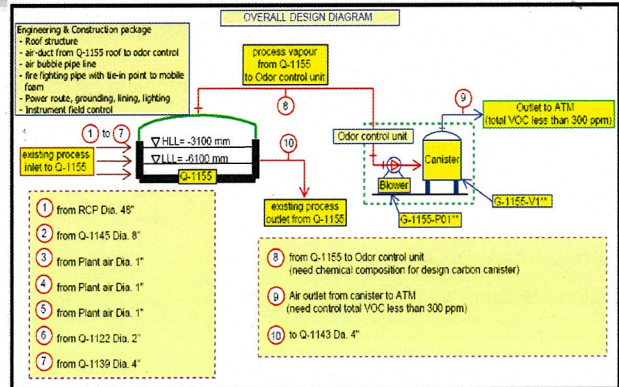 OVERALL DESIGN DIAGRAM
Engineering & Construction package
- Roof structure
- air-duct from Q-1155 roof to odor control
- air bubble pipe line
- fire fighting pipe with tie-in point to mobile
foam
- Power route, grounding, lining, lighting
- Instrument field control
process vapour
from Q-1155
to Odor control unit
8
9
Outlet to ATM
(total VOC less than 300 ppm)
1 to 7
existing process
inlet to Q-1155
HLL= -3100 mm
LLL= -6100 mm
Q-1155
10
existing process
outlet from Q-1155
Odor control unit
Canister
Blower
G-1155-V1**
G-1155-P01**
1 from RCP Dia. 48"
2 from Q-1145 Dia. 8"
3 from Plant air Dia. 1"
4 from Plant air Dia. 1"
5 from Plant air Dia. 1"
6 from Q-1122 Dia. 2"
7 from Q-1139 Dia. 4"
8 from Q-1155 to Odor control unit
(need chemical composition for design carbon canister)
9 Air outlet from canister to ATM
(need control total VOC less than 300 ppm)
10 to Q-1143 Da. 4"